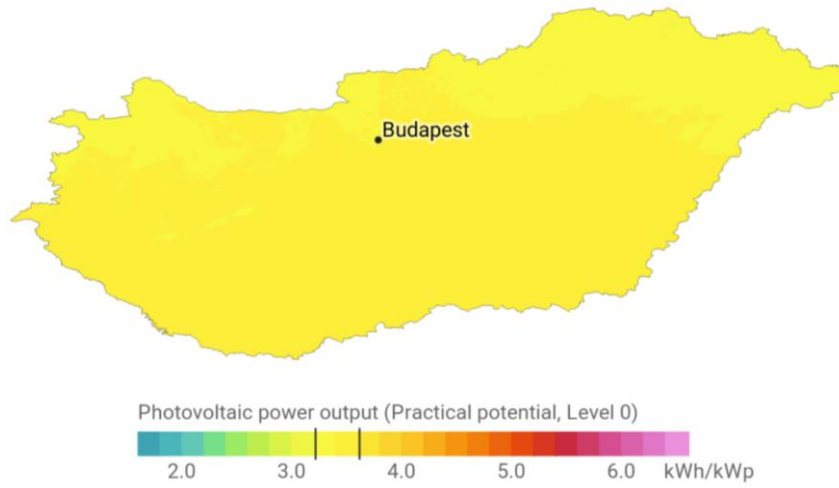 Budapest
Photovoltaic power output (Practical potential, Level 0)
2.0 3.0 4.0 5.0 6.0 kWh/kWp